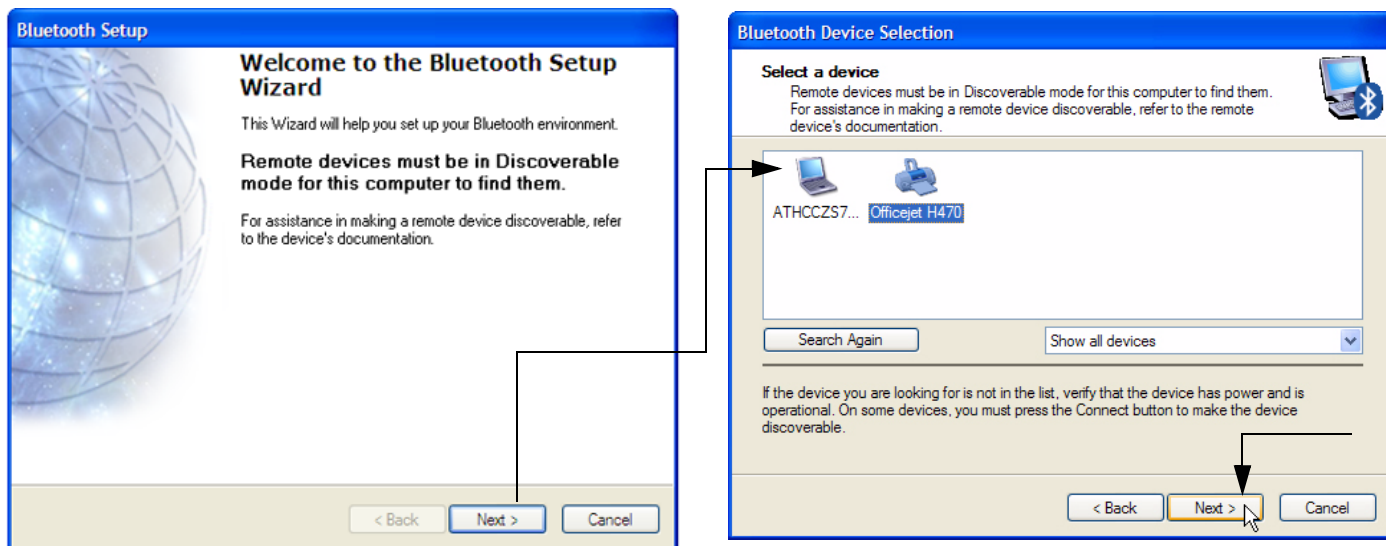 Bluetooth Setup
Welcome to the Bluetooth Setup
Wizard
This Wizard will help you set up your Bluetooth environment.
Remote devices must be in Discoverable
mode for this computer to find them.
For assistance in making a remote device discoverable, refer
to the device's documentation.
< Back
Next >
Cancel
Bluetooth Device Selection
Select a device
Remote devices must be in Discoverable mode for this computer to find them.
For assistance in making a remote device discoverable, refer to the remote
device's documentation.
ATHCCZS7...
Officejet H470
Search Again
Show all devices
If the device you are looking for is not in the list, verify that the device has power and is
operational. On some devices, you must press the Connect button to make the device
discoverable.
< Back
Next >
Cancel